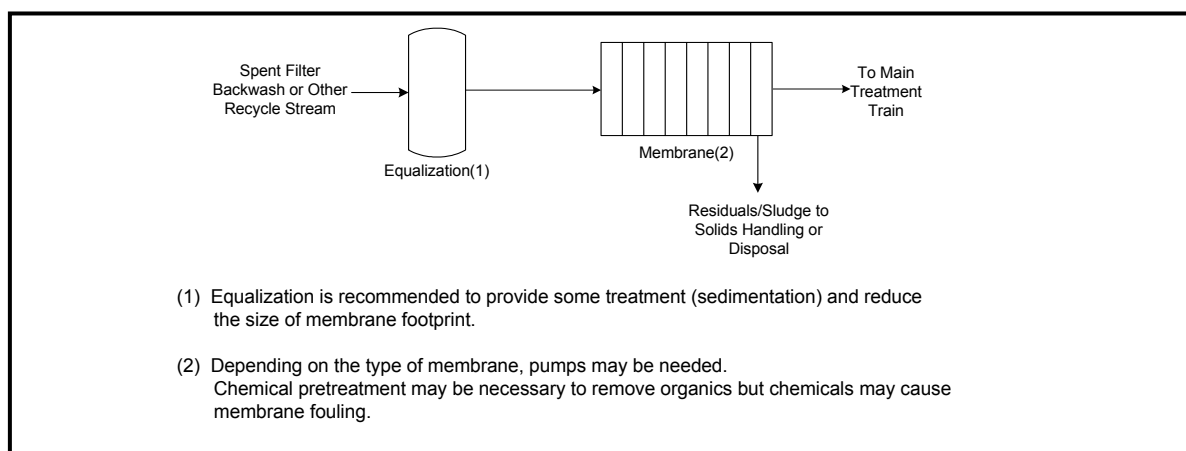 Spent Filter
Backwash or Other
Recycle Stream
Equalization(1)
Membrane(2)
To Main
Treatment
Train
Residuals/Sludge to
Solids Handling or
Disposal
(1) Equalization is recommended to provide some treatment (sedimentation) and reduce
the size of membrane footprint.
(2) Depending on the type of membrane, pumps may be needed.
Chemical pretreatment may be necessary to remove organics but chemicals may cause
membrane fouling.